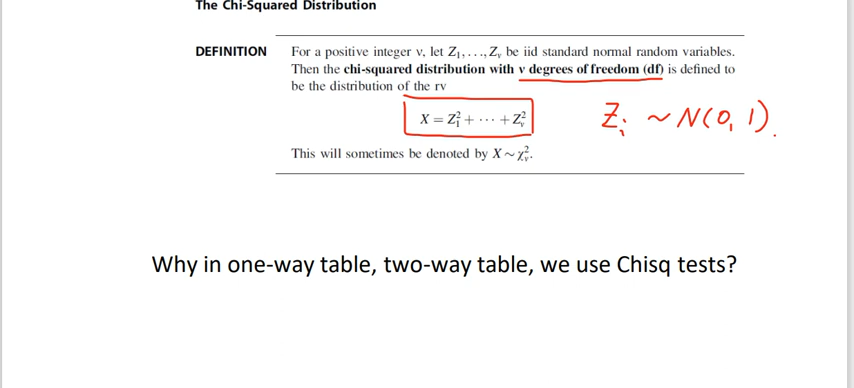 The Chi-Squared Distribution
DEFINITION For a positive integer ν, let Z₁, . . . , Zᵥ be iid standard normal random variables.
Then the chi-squared distribution with ν degrees of freedom (df) is defined to
be the distribution of the rv
X = Z₁² + ··· + Zᵥ²
Zᵢ ~ N(0, 1).
This will sometimes be denoted by X ~ χᵥ².
Why in one-way table, two-way table, we use Chisq tests?